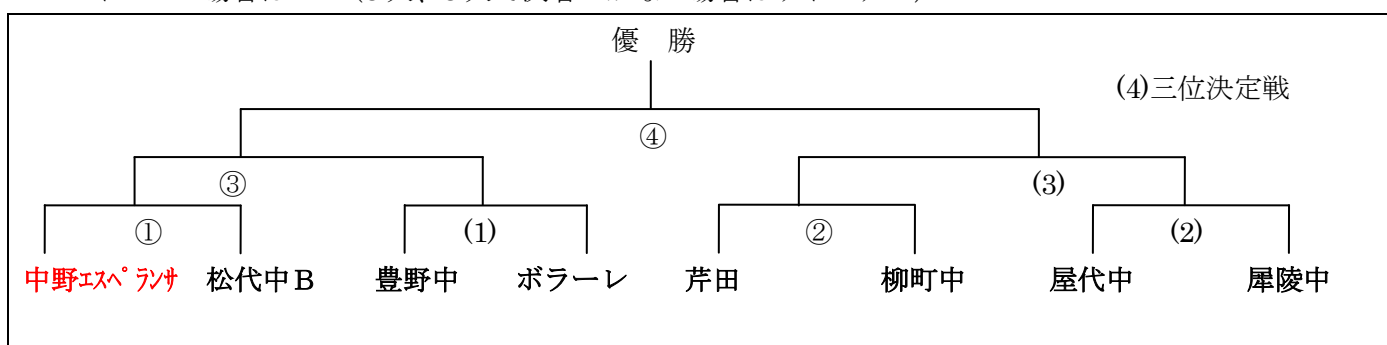 優　勝
(4)三位決定戦
④
③ (3)
① (1) ② (2)
中野ｴｽﾍﾟﾗﾝｻ 松代中Ｂ 豊野中 ボラーレ 芹田 柳町中 屋代中 犀陵中